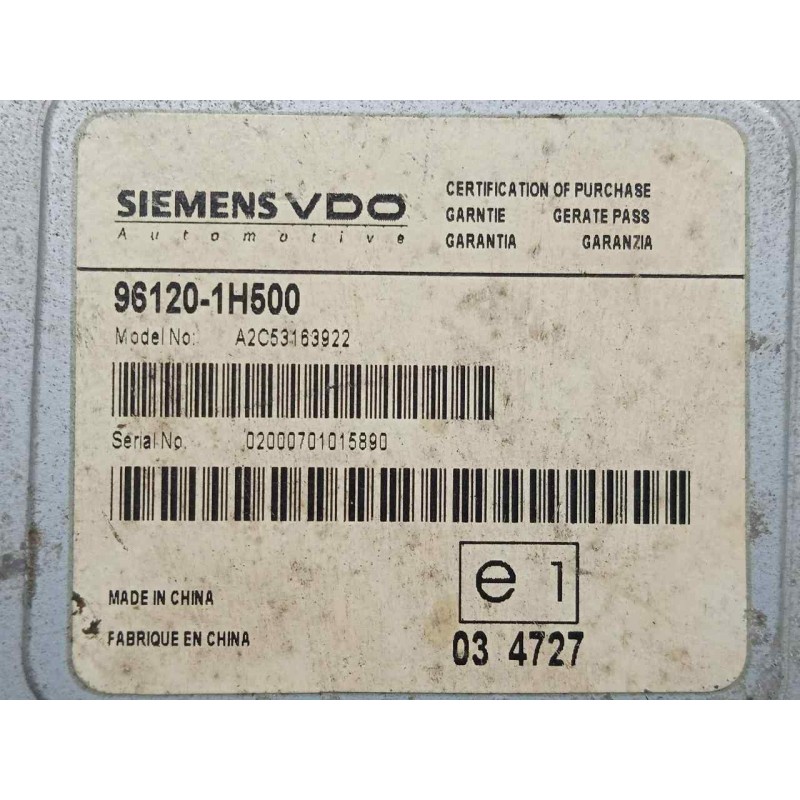 SIEMENS VDO
Automotive
CERTIFICATION OF PURCHASE
GARNTIE GERATE PASS
GARANTIA GARANZIA
96120-1H500
Model No: A2C53163922
Serial No. 02000701015890
e 1
MADE IN CHINA
FABRIQUE EN CHINA
03 4727